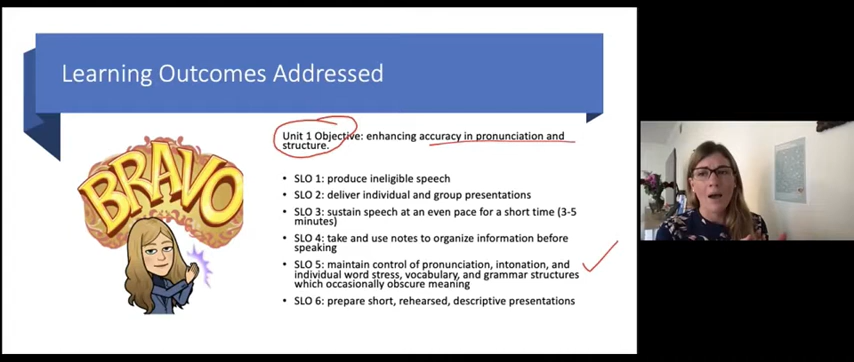 Learning Outcomes Addressed
BRAVO
Unit 1 Objective: enhancing accuracy in pronunciation and
structure.
• SLO 1: produce ineligible speech
• SLO 2: deliver individual and group presentations
• SLO 3: sustain speech at an even pace for a short time (3-5
minutes)
• SLO 4: take and use notes to organize information before
speaking
• SLO 5: maintain control of pronunciation, intonation, and
individual word stress, vocabulary, and grammar structures
which occasionally obscure meaning
• SLO 6: prepare short, rehearsed, descriptive presentations